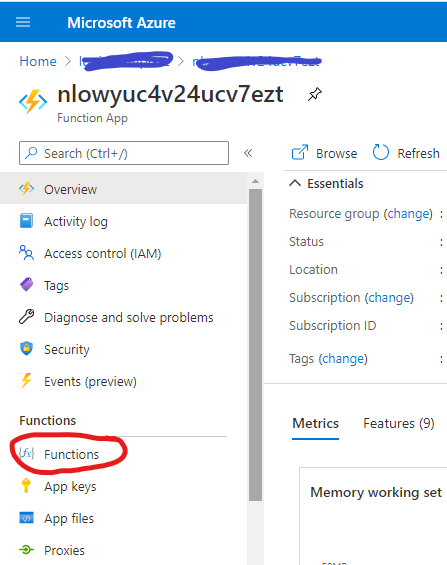 Microsoft Azure
Home
nlowyuc4v24ucv7ezt
Function App
Search (Ctrl+/)
«
Browse
Refresh
Overview
Activity log
Access control (IAM)
Tags
Diagnose and solve problems
Security
Events (preview)
Functions
Functions
App keys
App files
Proxies
Essentials
Resource group (change) :
Status :
Location :
Subscription (change) :
Subscription ID :
Tags (change) :
Metrics
Features (9)
Memory working set